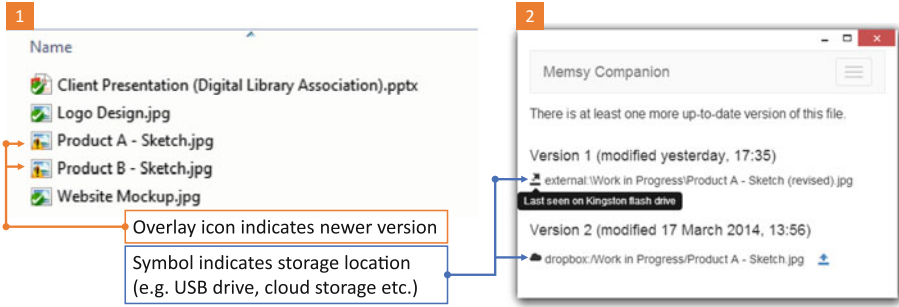 1
Name
Client Presentation (Digital Library Association).pptx
Logo Design.jpg
Product A - Sketch.jpg
Product B - Sketch.jpg
Website Mockup.jpg
Overlay icon indicates newer version
Symbol indicates storage location
(e.g. USB drive, cloud storage etc.)
2
Memsy Companion
There is at least one more up-to-date version of this file.
Version 1 (modified yesterday, 17:35)
external:\Work in Progress\Product A - Sketch (revised).jpg
Last seen on Kingston flash drive
Version 2 (modified 17 March 2014, 13:56)
dropbox:/Work in Progress/Product A - Sketch.jpg